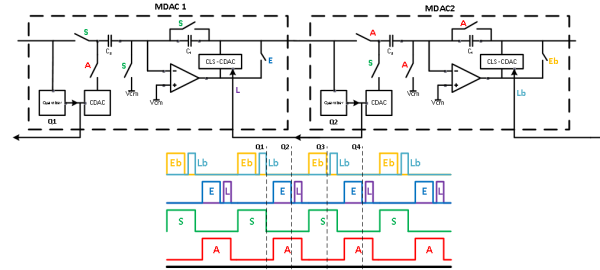 MDAC 1
MDAC2
S
S
A
S
Cs
Cf
CLS -CDAC
E
L
Vcm
Vcm
Quantizer
CDAC
Q1
A
S
S
A
A
Cs
Cf
CLS -CDAC
Eb
Lb
Vcm
Vcm
Quantizer
CDAC
Q2
Q1 Q2 Q3 Q4
Eb Lb Eb Lb Eb Lb Eb Lb
E L E L E L E L
S S S S
A A A A